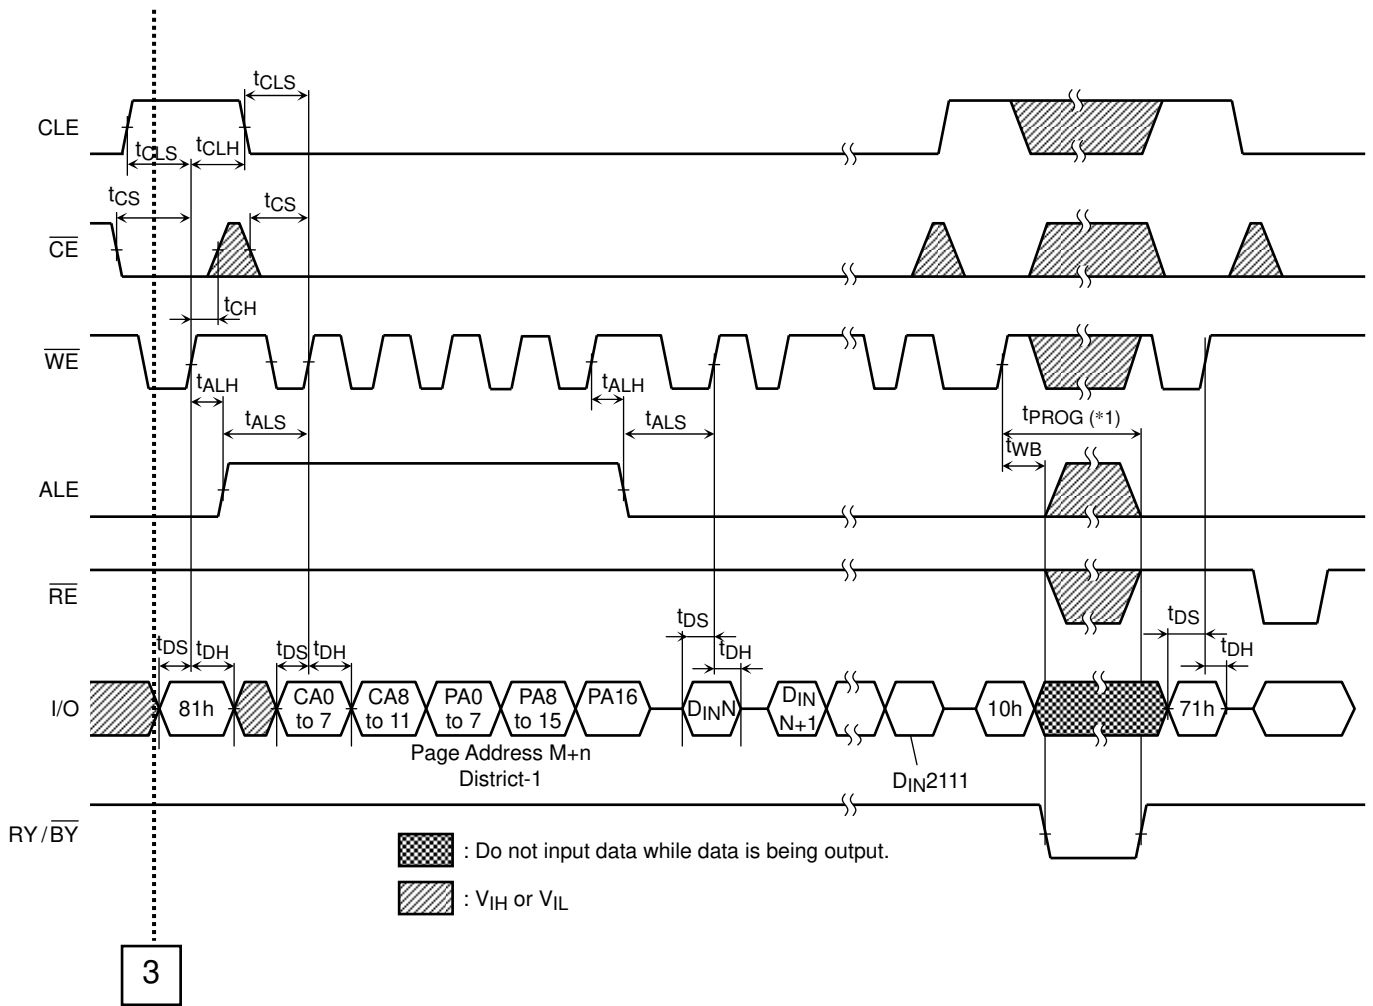 tCLS
CLE
tCLS tCLH
tCS tCS
CE
tCH
WE
tALH tALH
tALS tALS tPROG (*1)
tWB
ALE
RE
tDS tDH tDS tDH tDS tDH tDS tDH
I/O 81h CA0 to 7 CA8 to 11 PA0 to 7 PA8 to 15 PA16 DINN DIN N+1 10h 71h
Page Address M+n
District-1
DIN2111
RY/BY
: Do not input data while data is being output.
: VIH or VIL
3